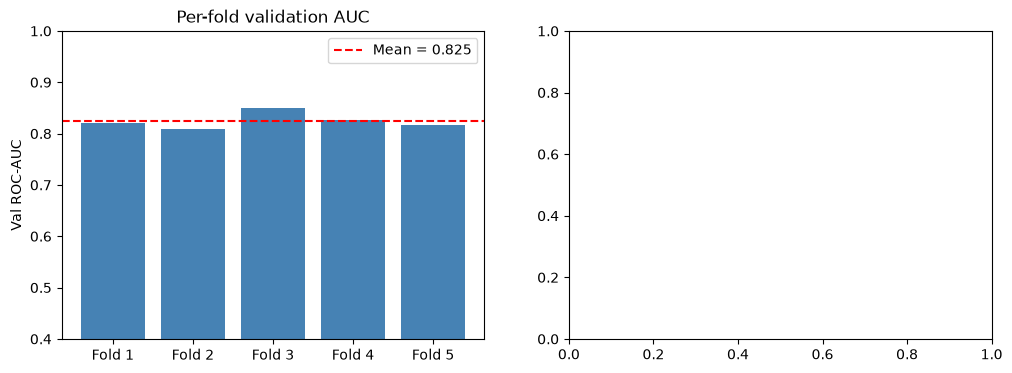 Per-fold validation AUC
Mean = 0.825
Val ROC-AUC
1.0
0.9
0.8
0.7
0.6
0.5
0.4
Fold 1 Fold 2 Fold 3 Fold 4 Fold 5
1.0
0.8
0.6
0.4
0.2
0.0
0.0 0.2 0.4 0.6 0.8 1.0